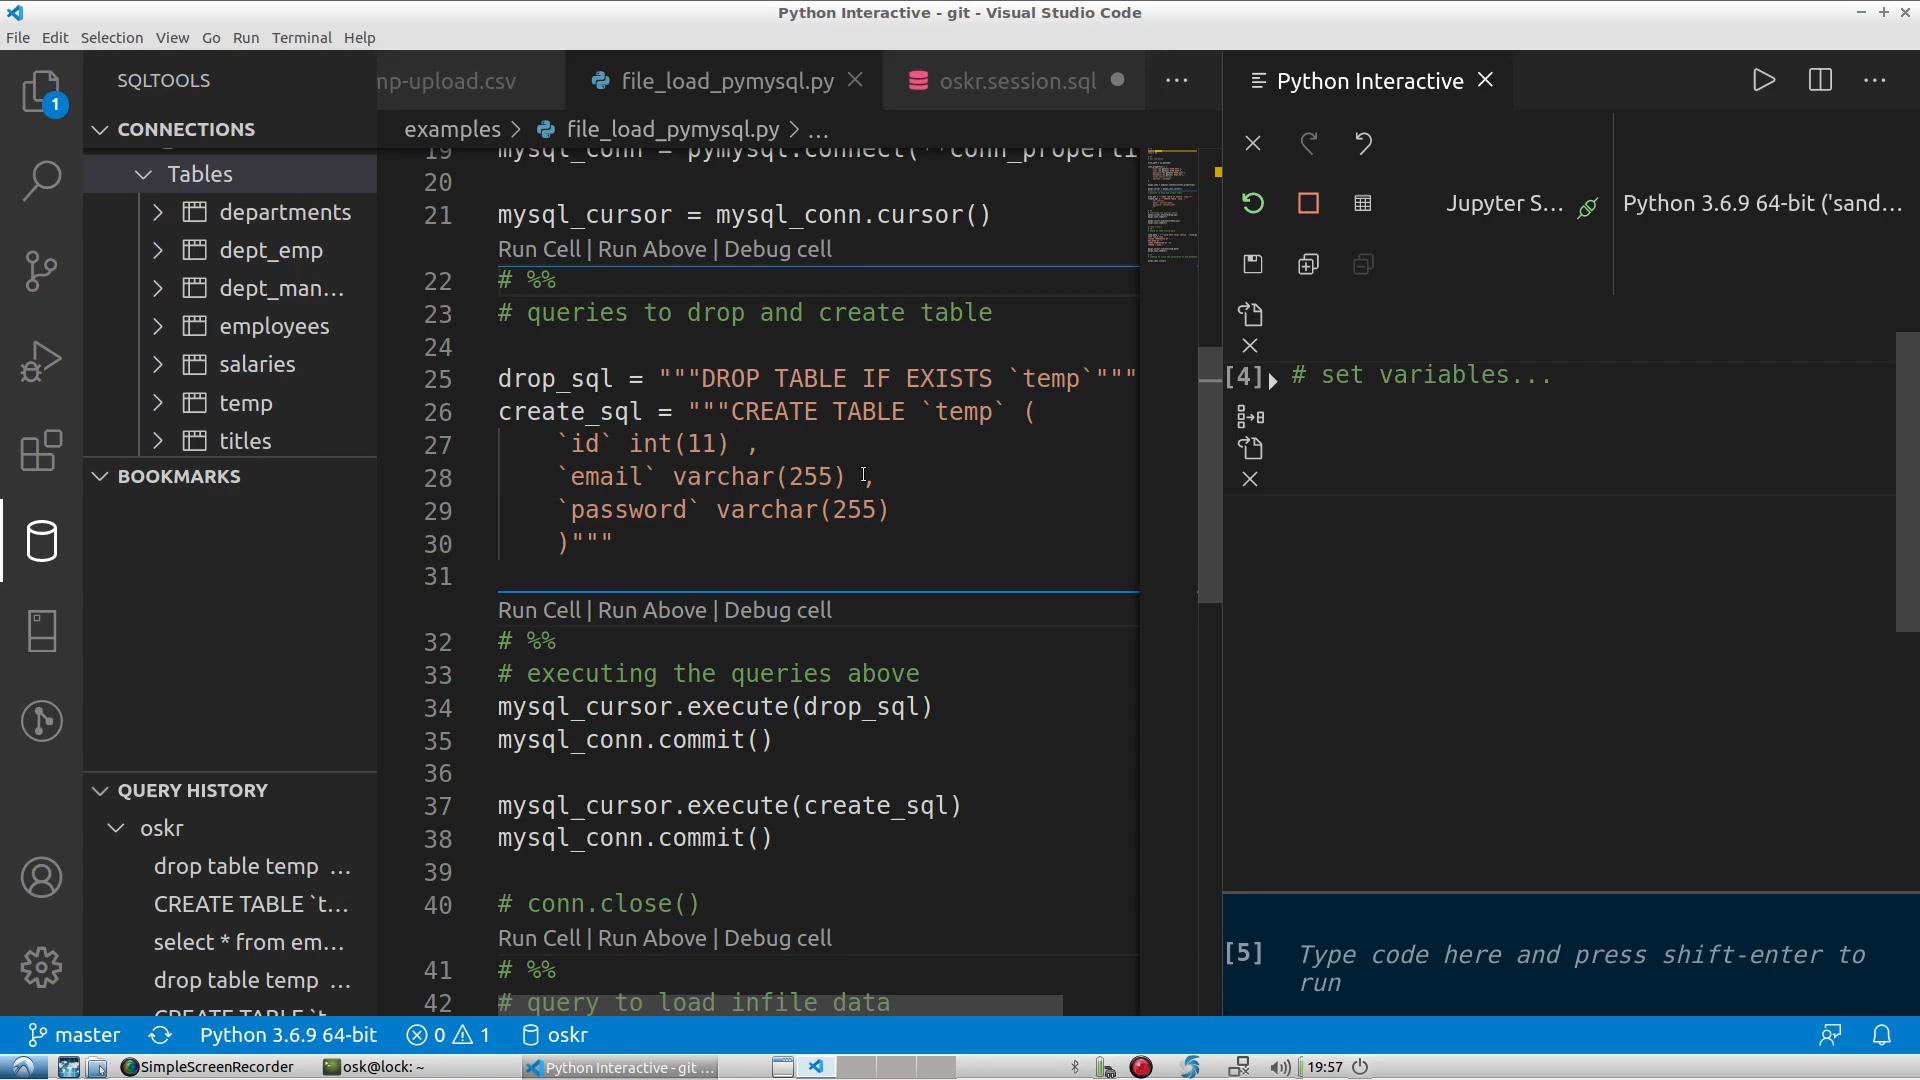 Python Interactive - git - Visual Studio Code
File Edit Selection View Go Run Terminal Help
1
SQLTOOLS
CONNECTIONS
Tables
departments
dept_emp
dept_man...
employees
salaries
temp
titles
BOOKMARKS
QUERY HISTORY
oskr
drop table temp ...
CREATE TABLE `t...
select * from em...
drop table temp ...
CREATE TABLE `t...
mp-upload.csv
file_load_pymysql.py
oskr.session.sql
...
examples > file_load_pymysql.py > ...
19 mysql_conn = pymysql.connect(**conn_properti
20
21 mysql_cursor = mysql_conn.cursor()
Run Cell | Run Above | Debug cell
22 # %%
23 # queries to drop and create table
24
25 drop_sql = """DROP TABLE IF EXISTS `temp`"""
26 create_sql = """CREATE TABLE `temp` (
27 `id` int(11) ,
28 `email` varchar(255) ,
29 `password` varchar(255)
30 )"""
31
Run Cell | Run Above | Debug cell
32 # %%
33 # executing the queries above
34 mysql_cursor.execute(drop_sql)
35 mysql_conn.commit()
36
37 mysql_cursor.execute(create_sql)
38 mysql_conn.commit()
39
40 # conn.close()
Run Cell | Run Above | Debug cell
41 # %%
42 # query to load infile data
Python Interactive
...
Jupyter S... Python 3.6.9 64-bit ('sand...
[4] # set variables...
[5] Type code here and press shift-enter to
run
master Python 3.6.9 64-bit 0 1 oskr
SimpleScreenRecorder osk@lock: ~ Python Interactive - git ... 19:57